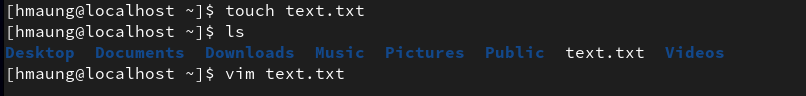 [hmaung@localhost ~]$ touch text.txt
[hmaung@localhost ~]$ ls
Desktop  Documents  Downloads  Music  Pictures  Public  text.txt  Videos
[hmaung@localhost ~]$ vim text.txt